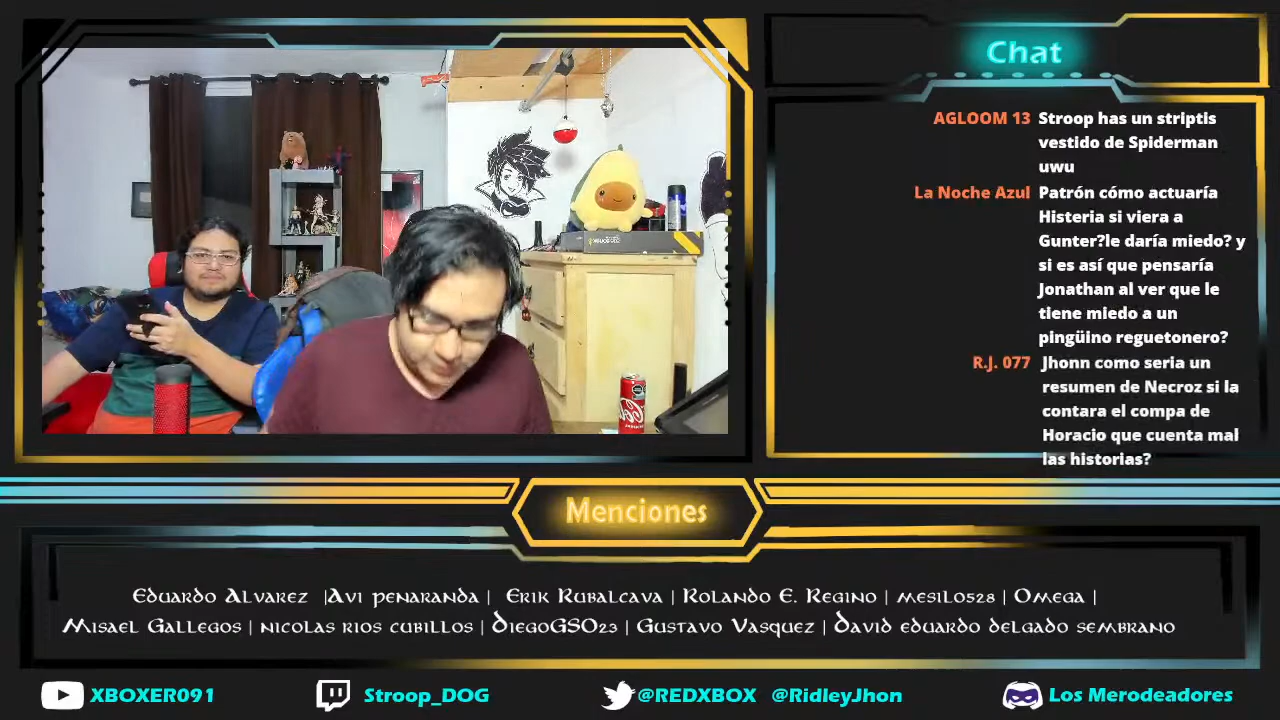 Chat
AGLOOM 13 Stroop has un striptis
vestido de Spiderman
uwu
La Noche Azul Patrón cómo actuaría
Histeria si viera a
Gunter?le daría miedo? y
si es así que pensaría
Jonathan al ver que le
tiene miedo a un
pingüino reguetonero?
R.J. 077 Jhonn como seria un
resumen de Necroz si la
contara el compa de
Horacio que cuenta mal
las historias?
Menciones
Eduardo Alvarez |Avi penaranda | Erik Rubalcava | Rolando E. Regino | mesil0528 | Omega |
Misael Gallegos | nicolas rios cubillos | DiegoGSO23 | Gustavo Vasquez | David eduardo delgado sembrano
XBOXER091 Stroop_DOG @REDXBOX @RidleyJhon Los Merodeadores